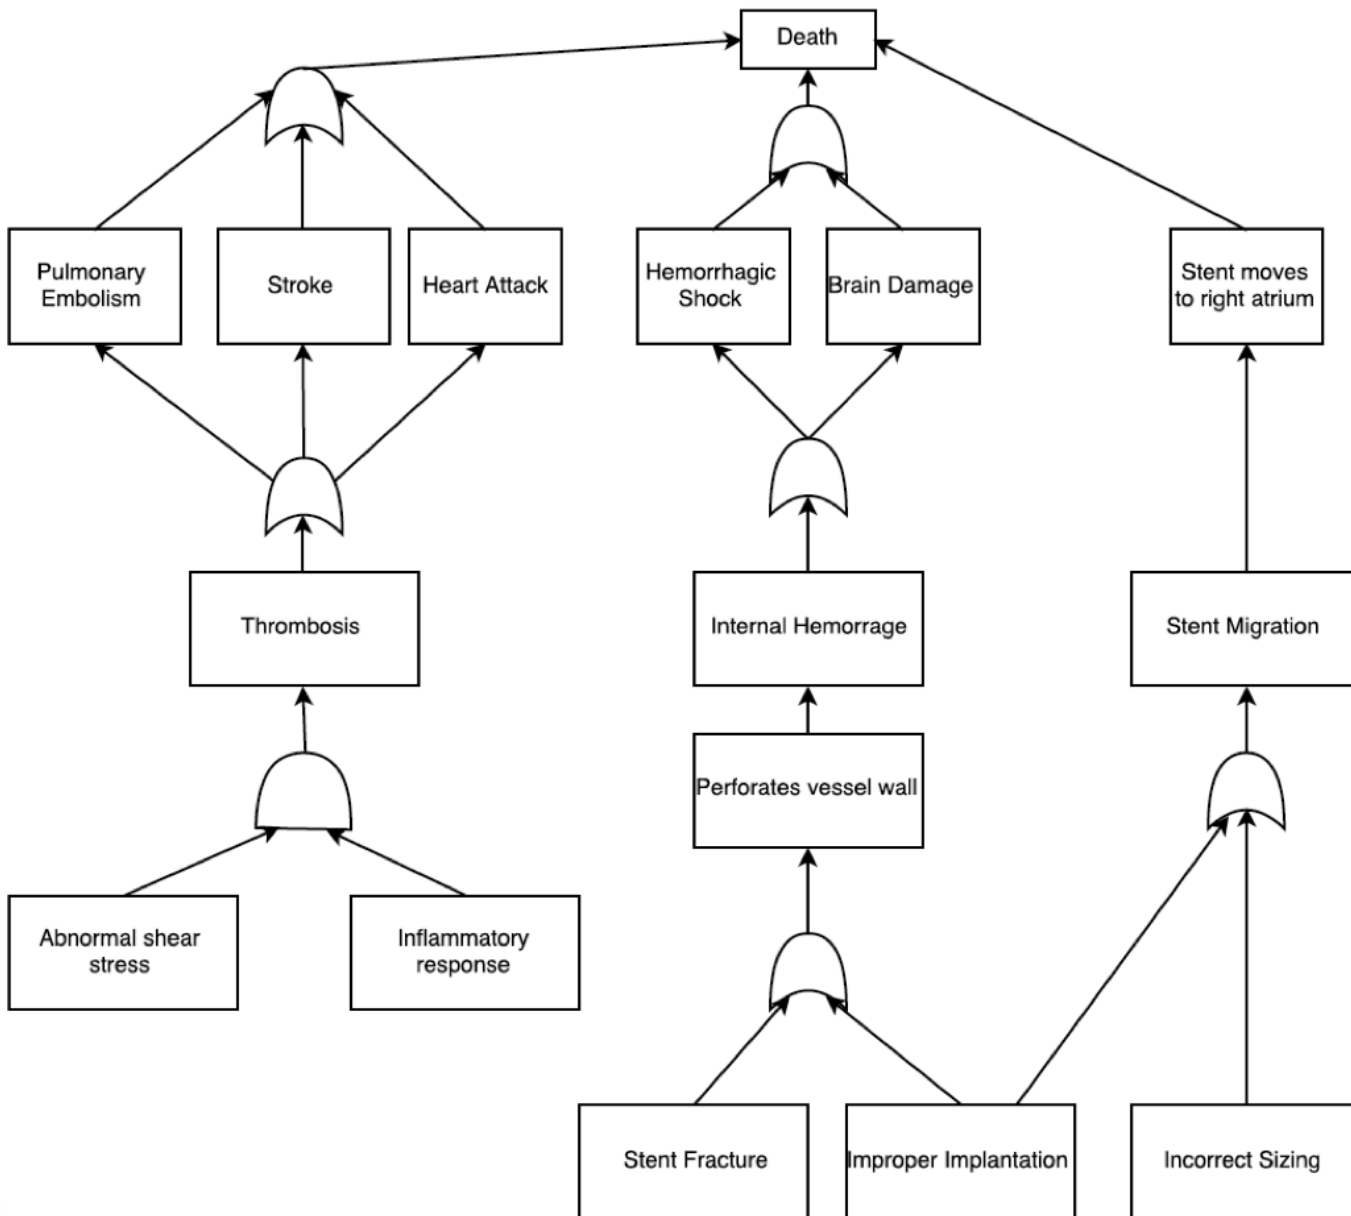 Death
Pulmonary
Embolism
Stroke
Heart Attack
Hemorrhagic
Shock
Brain Damage
Stent moves
to right atrium
Thrombosis
Internal Hemorrage
Stent Migration
Perforates vessel wall
Abnormal shear
stress
Inflammatory
response
Stent Fracture
Improper Implantation
Incorrect Sizing